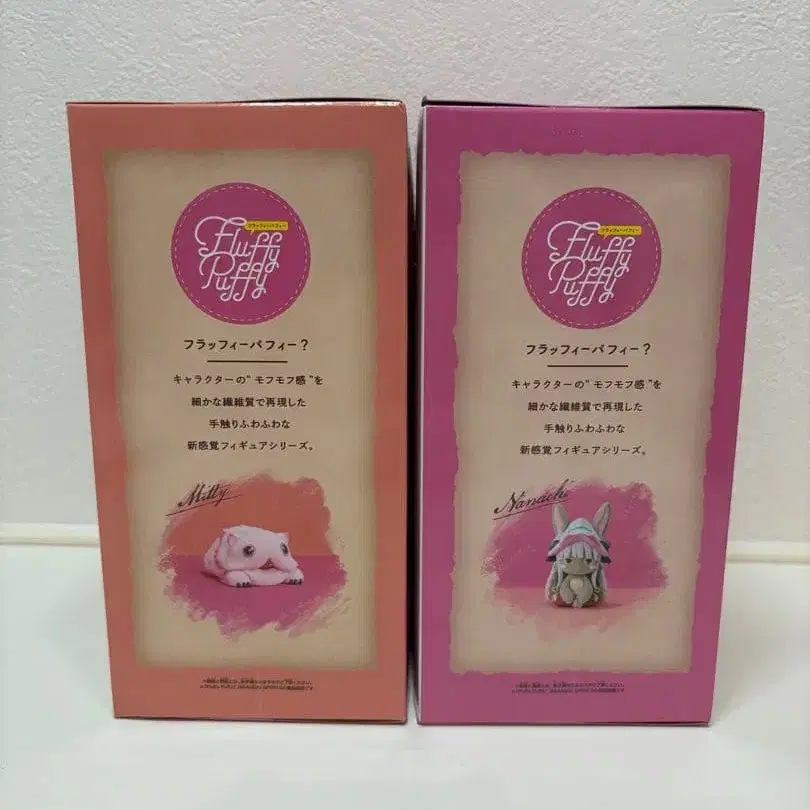 フラッフィーパフィー
Fluffy
Puffy
フラッフィーパフィー？
キャラクターの“モフモフ感”を
細かな繊維質で再現した
手触りふわふわな
新感覚フィギュアシリーズ。
Mitty
フラッフィーパフィー
Fluffy
Puffy
フラッフィーパフィー？
キャラクターの“モフモフ感”を
細かな繊維質で再現した
手触りふわふわな
新感覚フィギュアシリーズ。
Nanachi